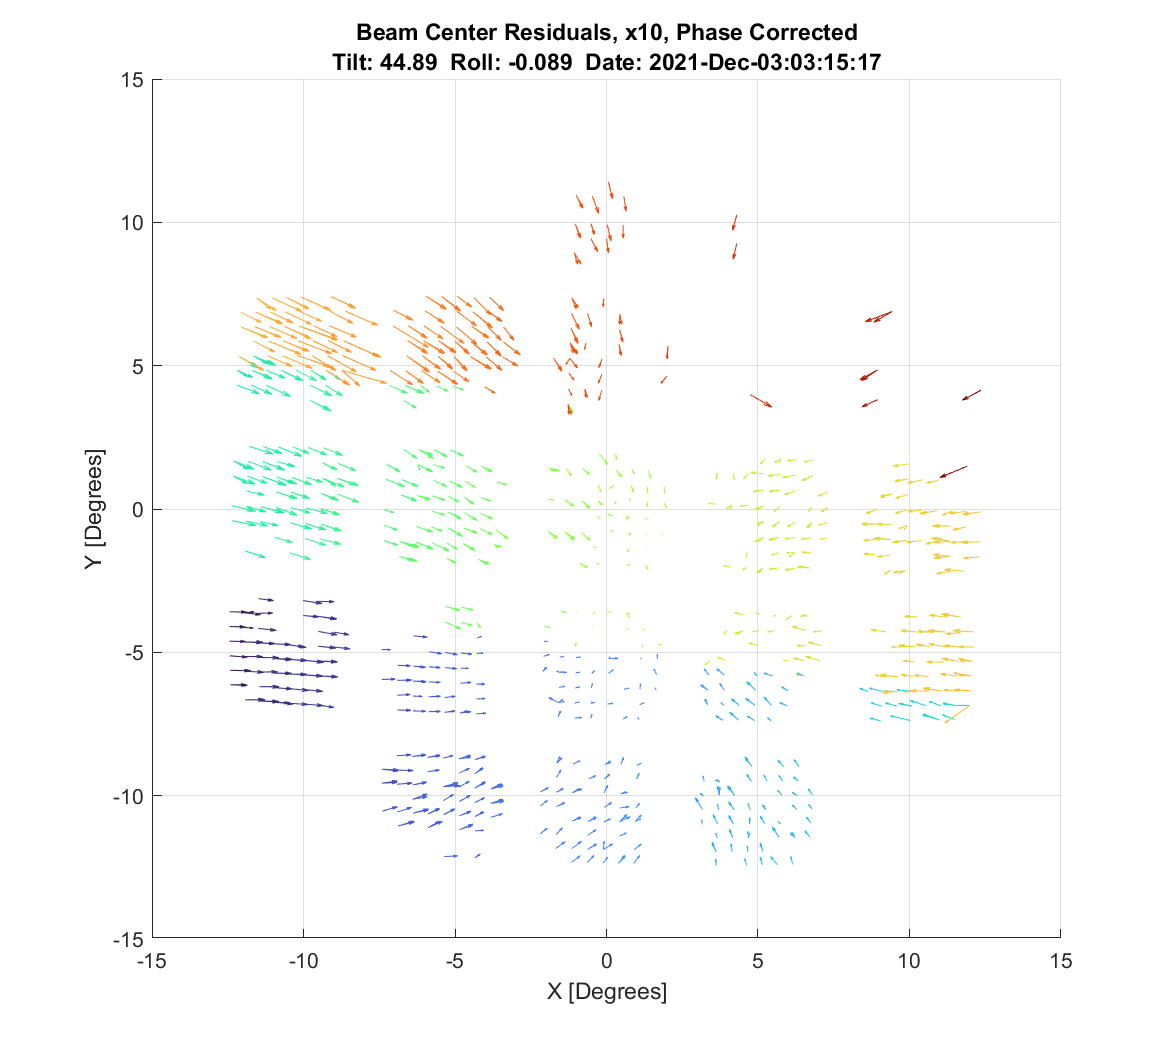 Beam Center Residuals, x10, Phase Corrected
Tilt: 44.89 Roll: -0.089 Date: 2021-Dec-03:03:15:17
15
10
5
0
-5
-10
-15
Y [Degrees]
-15 -10 -5 0 5 10 15
X [Degrees]